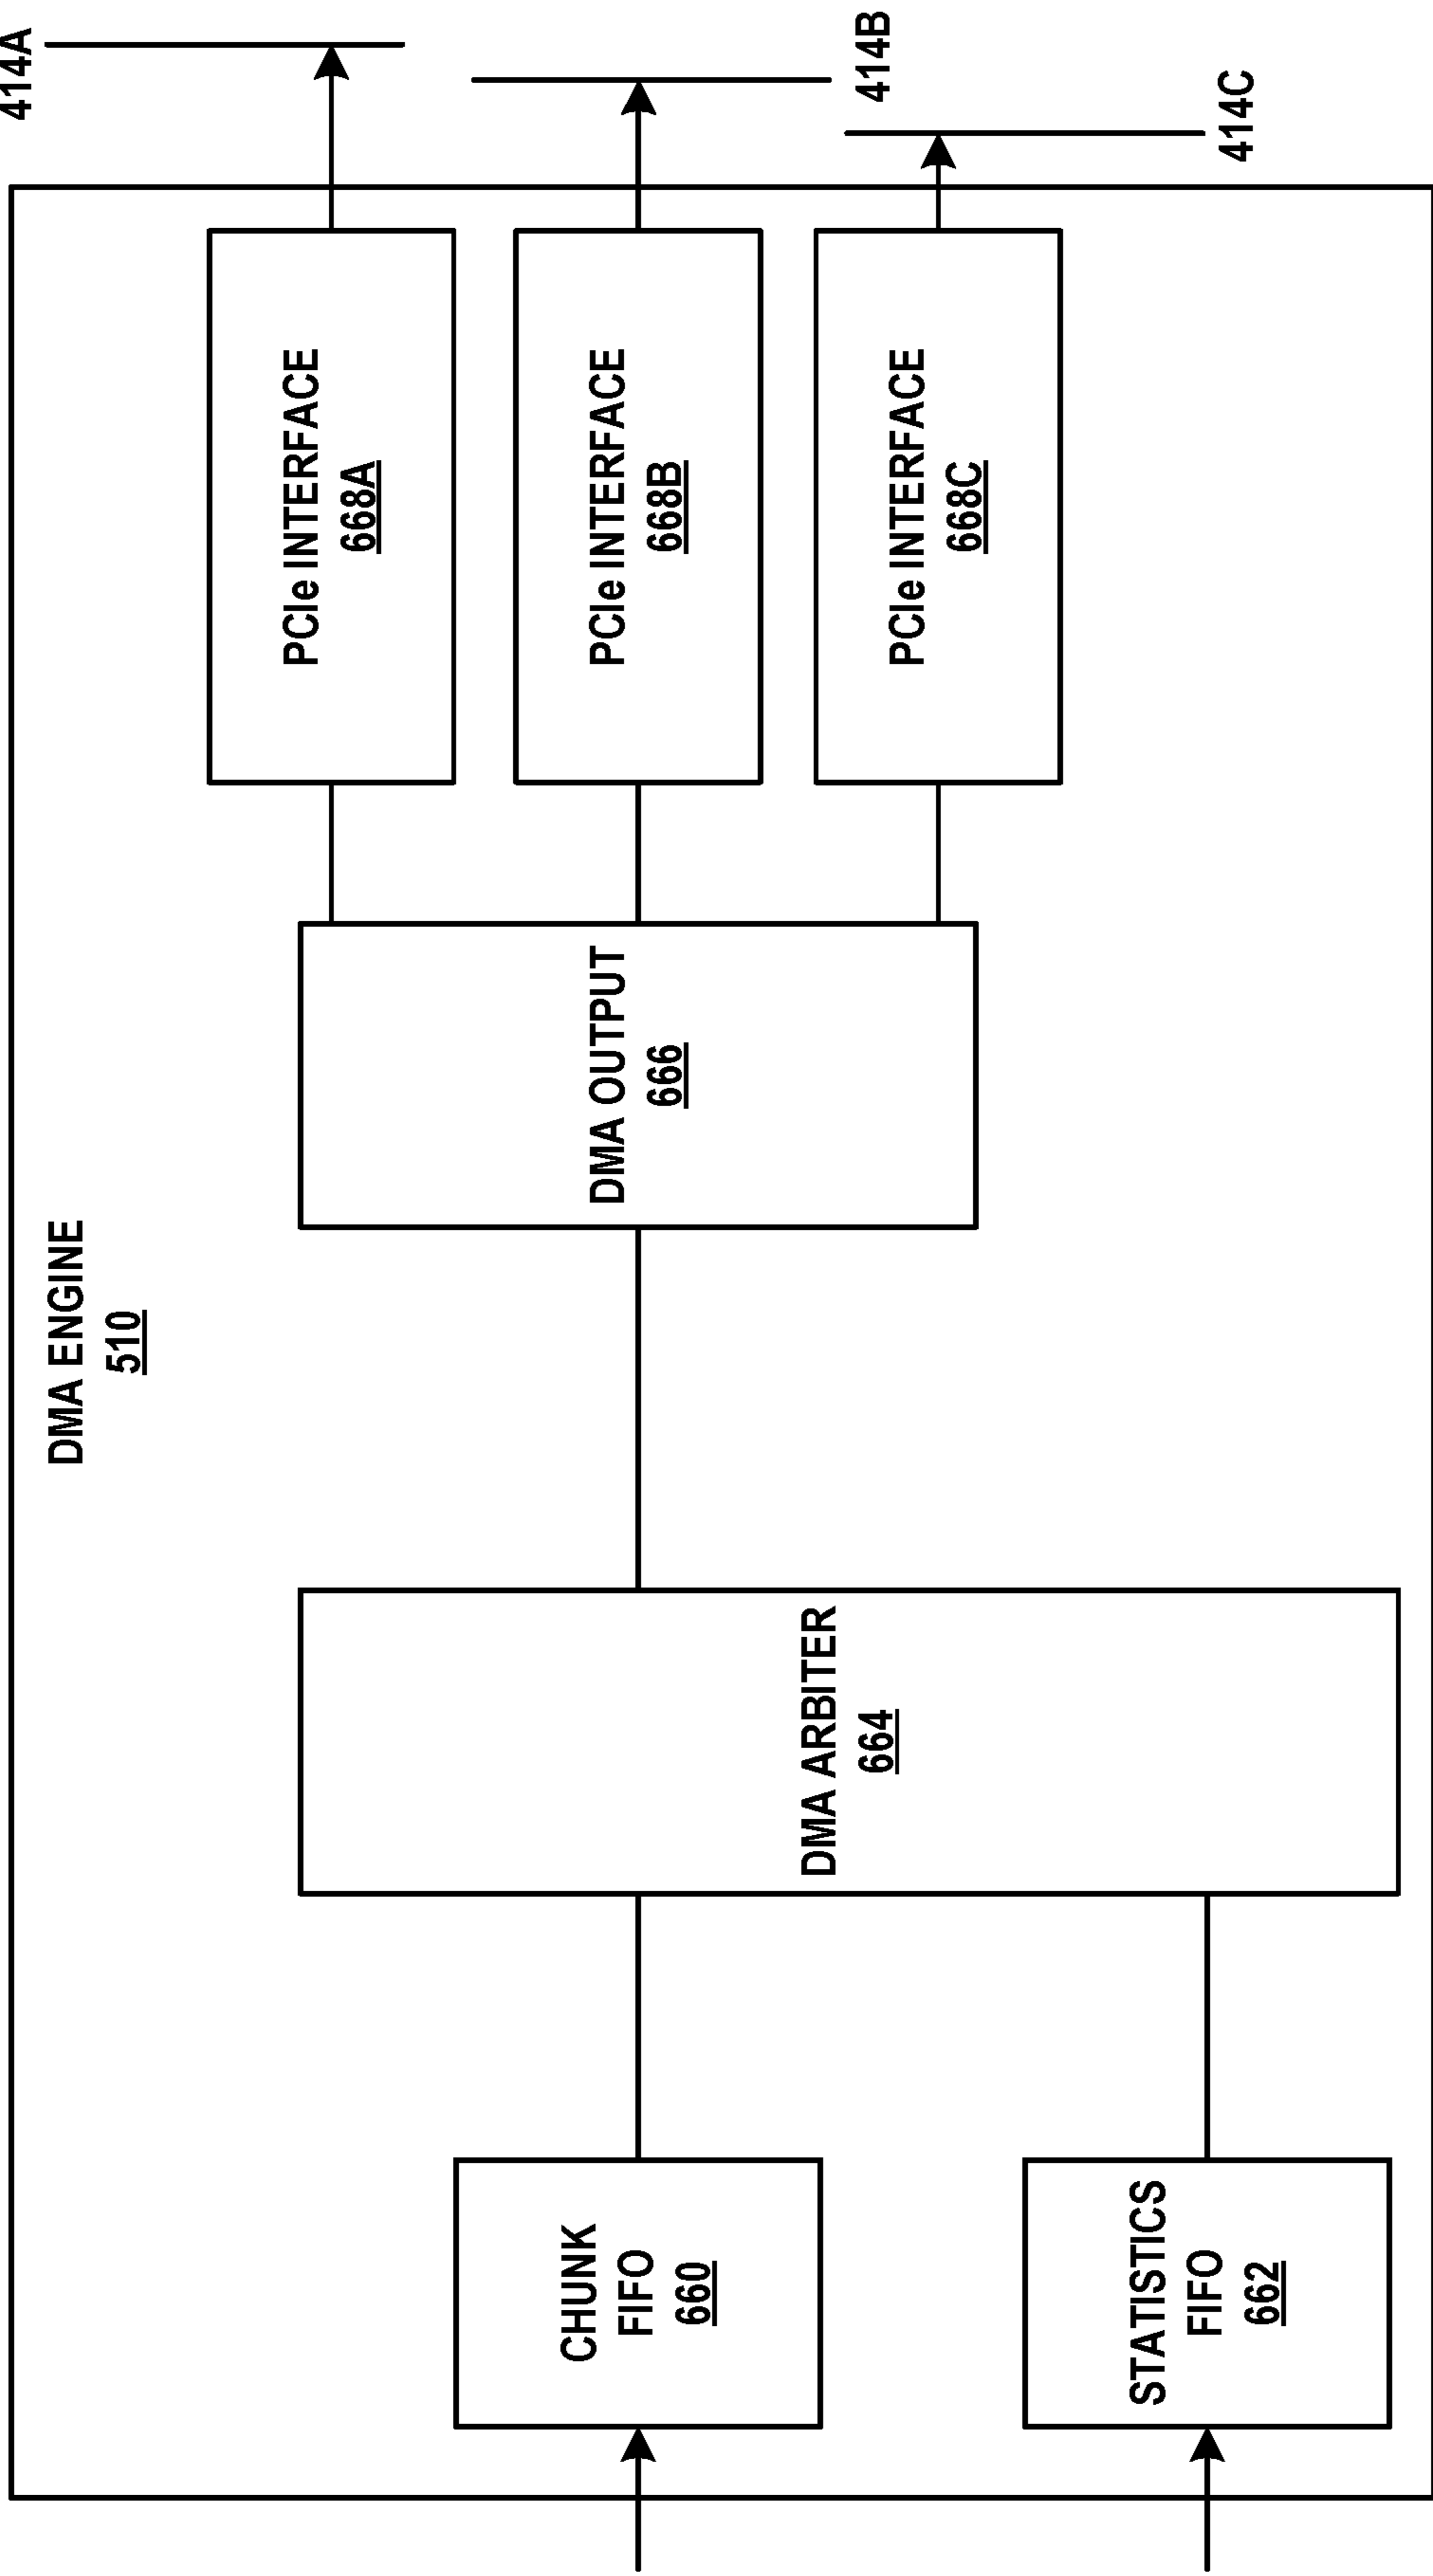 DMA ENGINE
510
CHUNK
FIFO
660
STATISTICS
FIFO
662
DMA ARBITER
664
DMA OUTPUT
666
PCIe INTERFACE
668A
PCIe INTERFACE
668B
PCIe INTERFACE
668C
414A
414B
414C